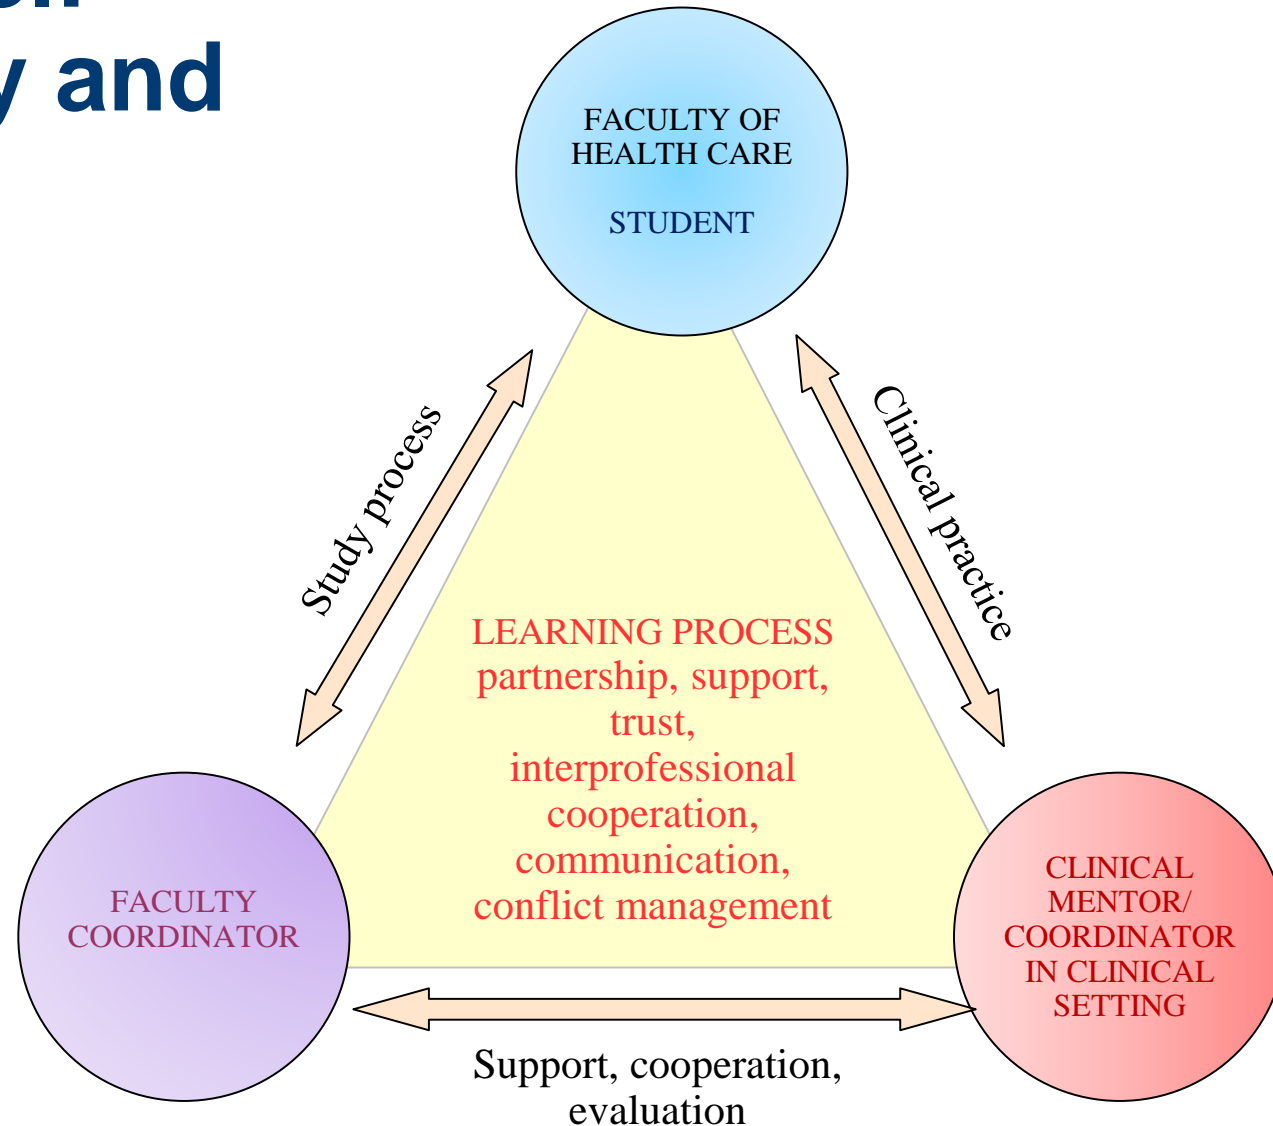 y and
FACULTY OF
HEALTH CARE
STUDENT
Study process
Clinical practice
LEARNING PROCESS
partnership, support,
trust,
interprofessional
cooperation,
communication,
conflict management
FACULTY
COORDINATOR
CLINICAL
MENTOR/
COORDINATOR
IN CLINICAL
SETTING
Support, cooperation,
evaluation